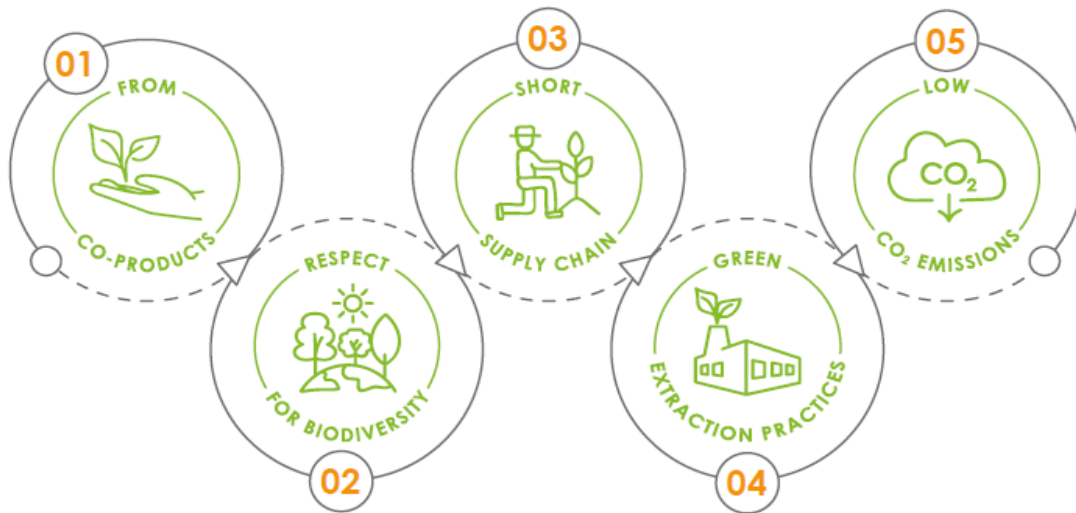 01
FROM
CO-PRODUCTS
02
RESPECT
FOR BIODIVERSITY
03
SHORT
SUPPLY CHAIN
04
GREEN
EXTRACTION PRACTICES
05
LOW
CO₂
CO₂ EMISSIONS